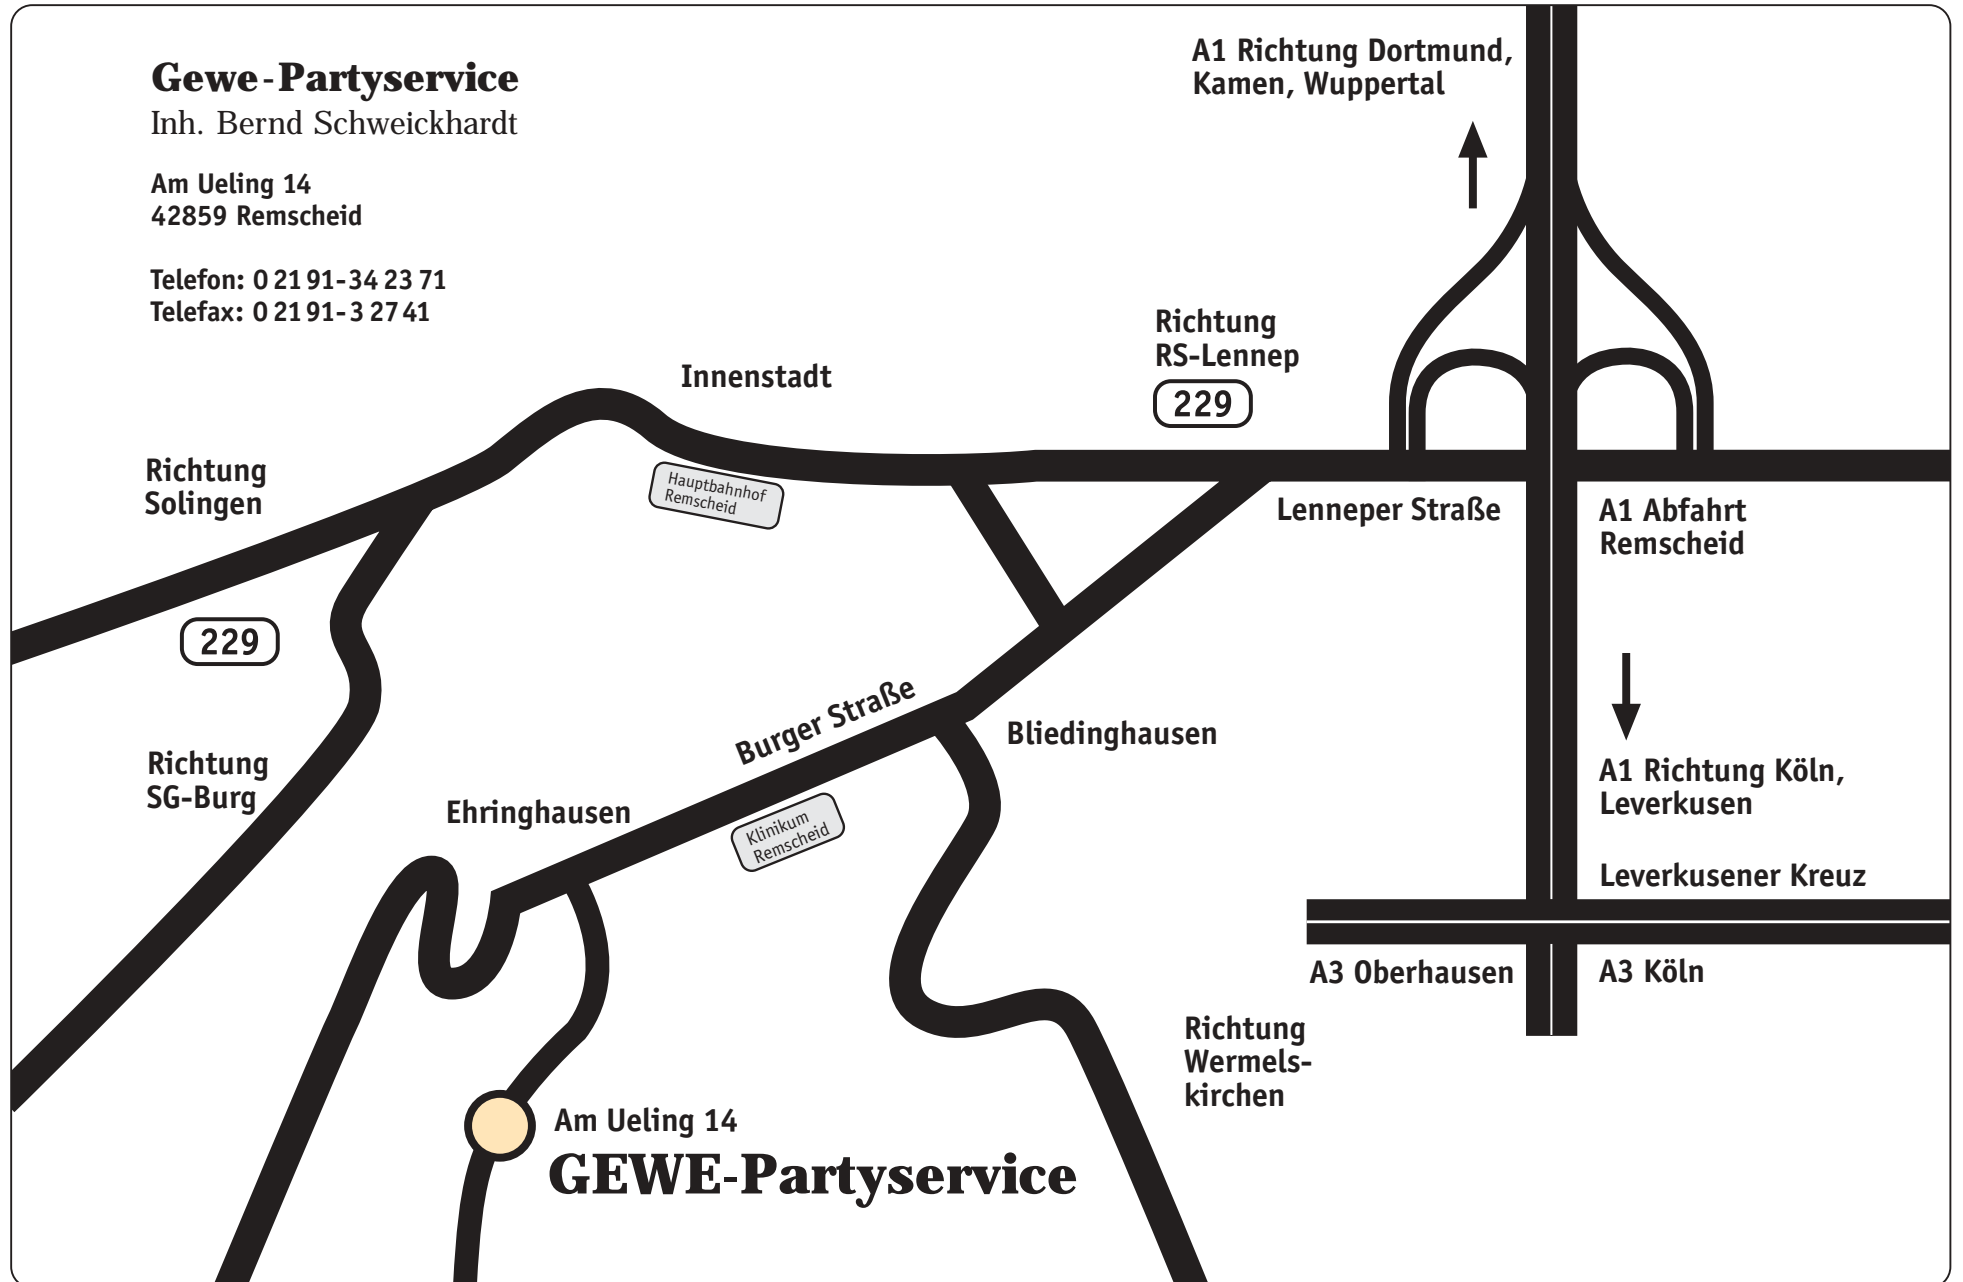 Gewe-Partyservice
Inh. Bernd Schweickhardt
Am Ueling 14
42859 Remscheid
Telefon: 0 21 91-34 23 71
Telefax: 0 21 91-3 27 41
A1 Richtung Dortmund,
Kamen, Wuppertal
Richtung
RS-Lennep
229
Innenstadt
Hauptbahnhof
Remscheid
Richtung
Solingen
229
Lenneper Straße
A1 Abfahrt
Remscheid
Richtung
SG-Burg
Burger Straße
Bliedinghausen
Ehringhausen
Klinikum
Remscheid
A1 Richtung Köln,
Leverkusen
Leverkusener Kreuz
A3 Oberhausen
A3 Köln
Richtung
Wermels-
kirchen
Am Ueling 14
GEWE-Partyservice